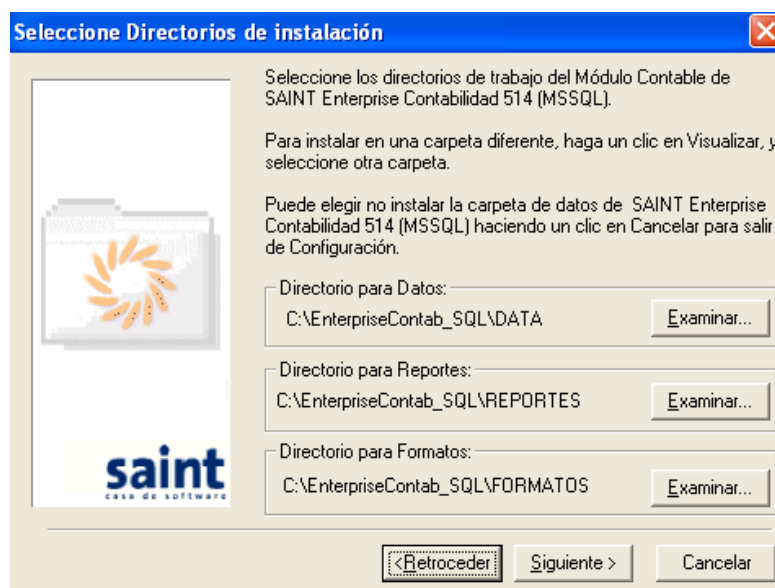 Seleccione Directorios de instalación
Seleccione los directorios de trabajo del Módulo Contable de
SAINT Enterprise Contabilidad 514 (MSSQL).
Para instalar en una carpeta diferente, haga un clic en Visualizar, y
seleccione otra carpeta.
Puede elegir no instalar la carpeta de datos de SAINT Enterprise
Contabilidad 514 (MSSQL) haciendo un clic en Cancelar para salir
de Configuración.
Directorio para Datos:
C:\EnterpriseContab_SQL\DATA
Examinar...
Directorio para Reportes:
C:\EnterpriseContab_SQL\REPORTES
Examinar...
Directorio para Formatos:
C:\EnterpriseContab_SQL\FORMATOS
Examinar...
saint
casa de software
<Retroceder
Siguiente >
Cancelar